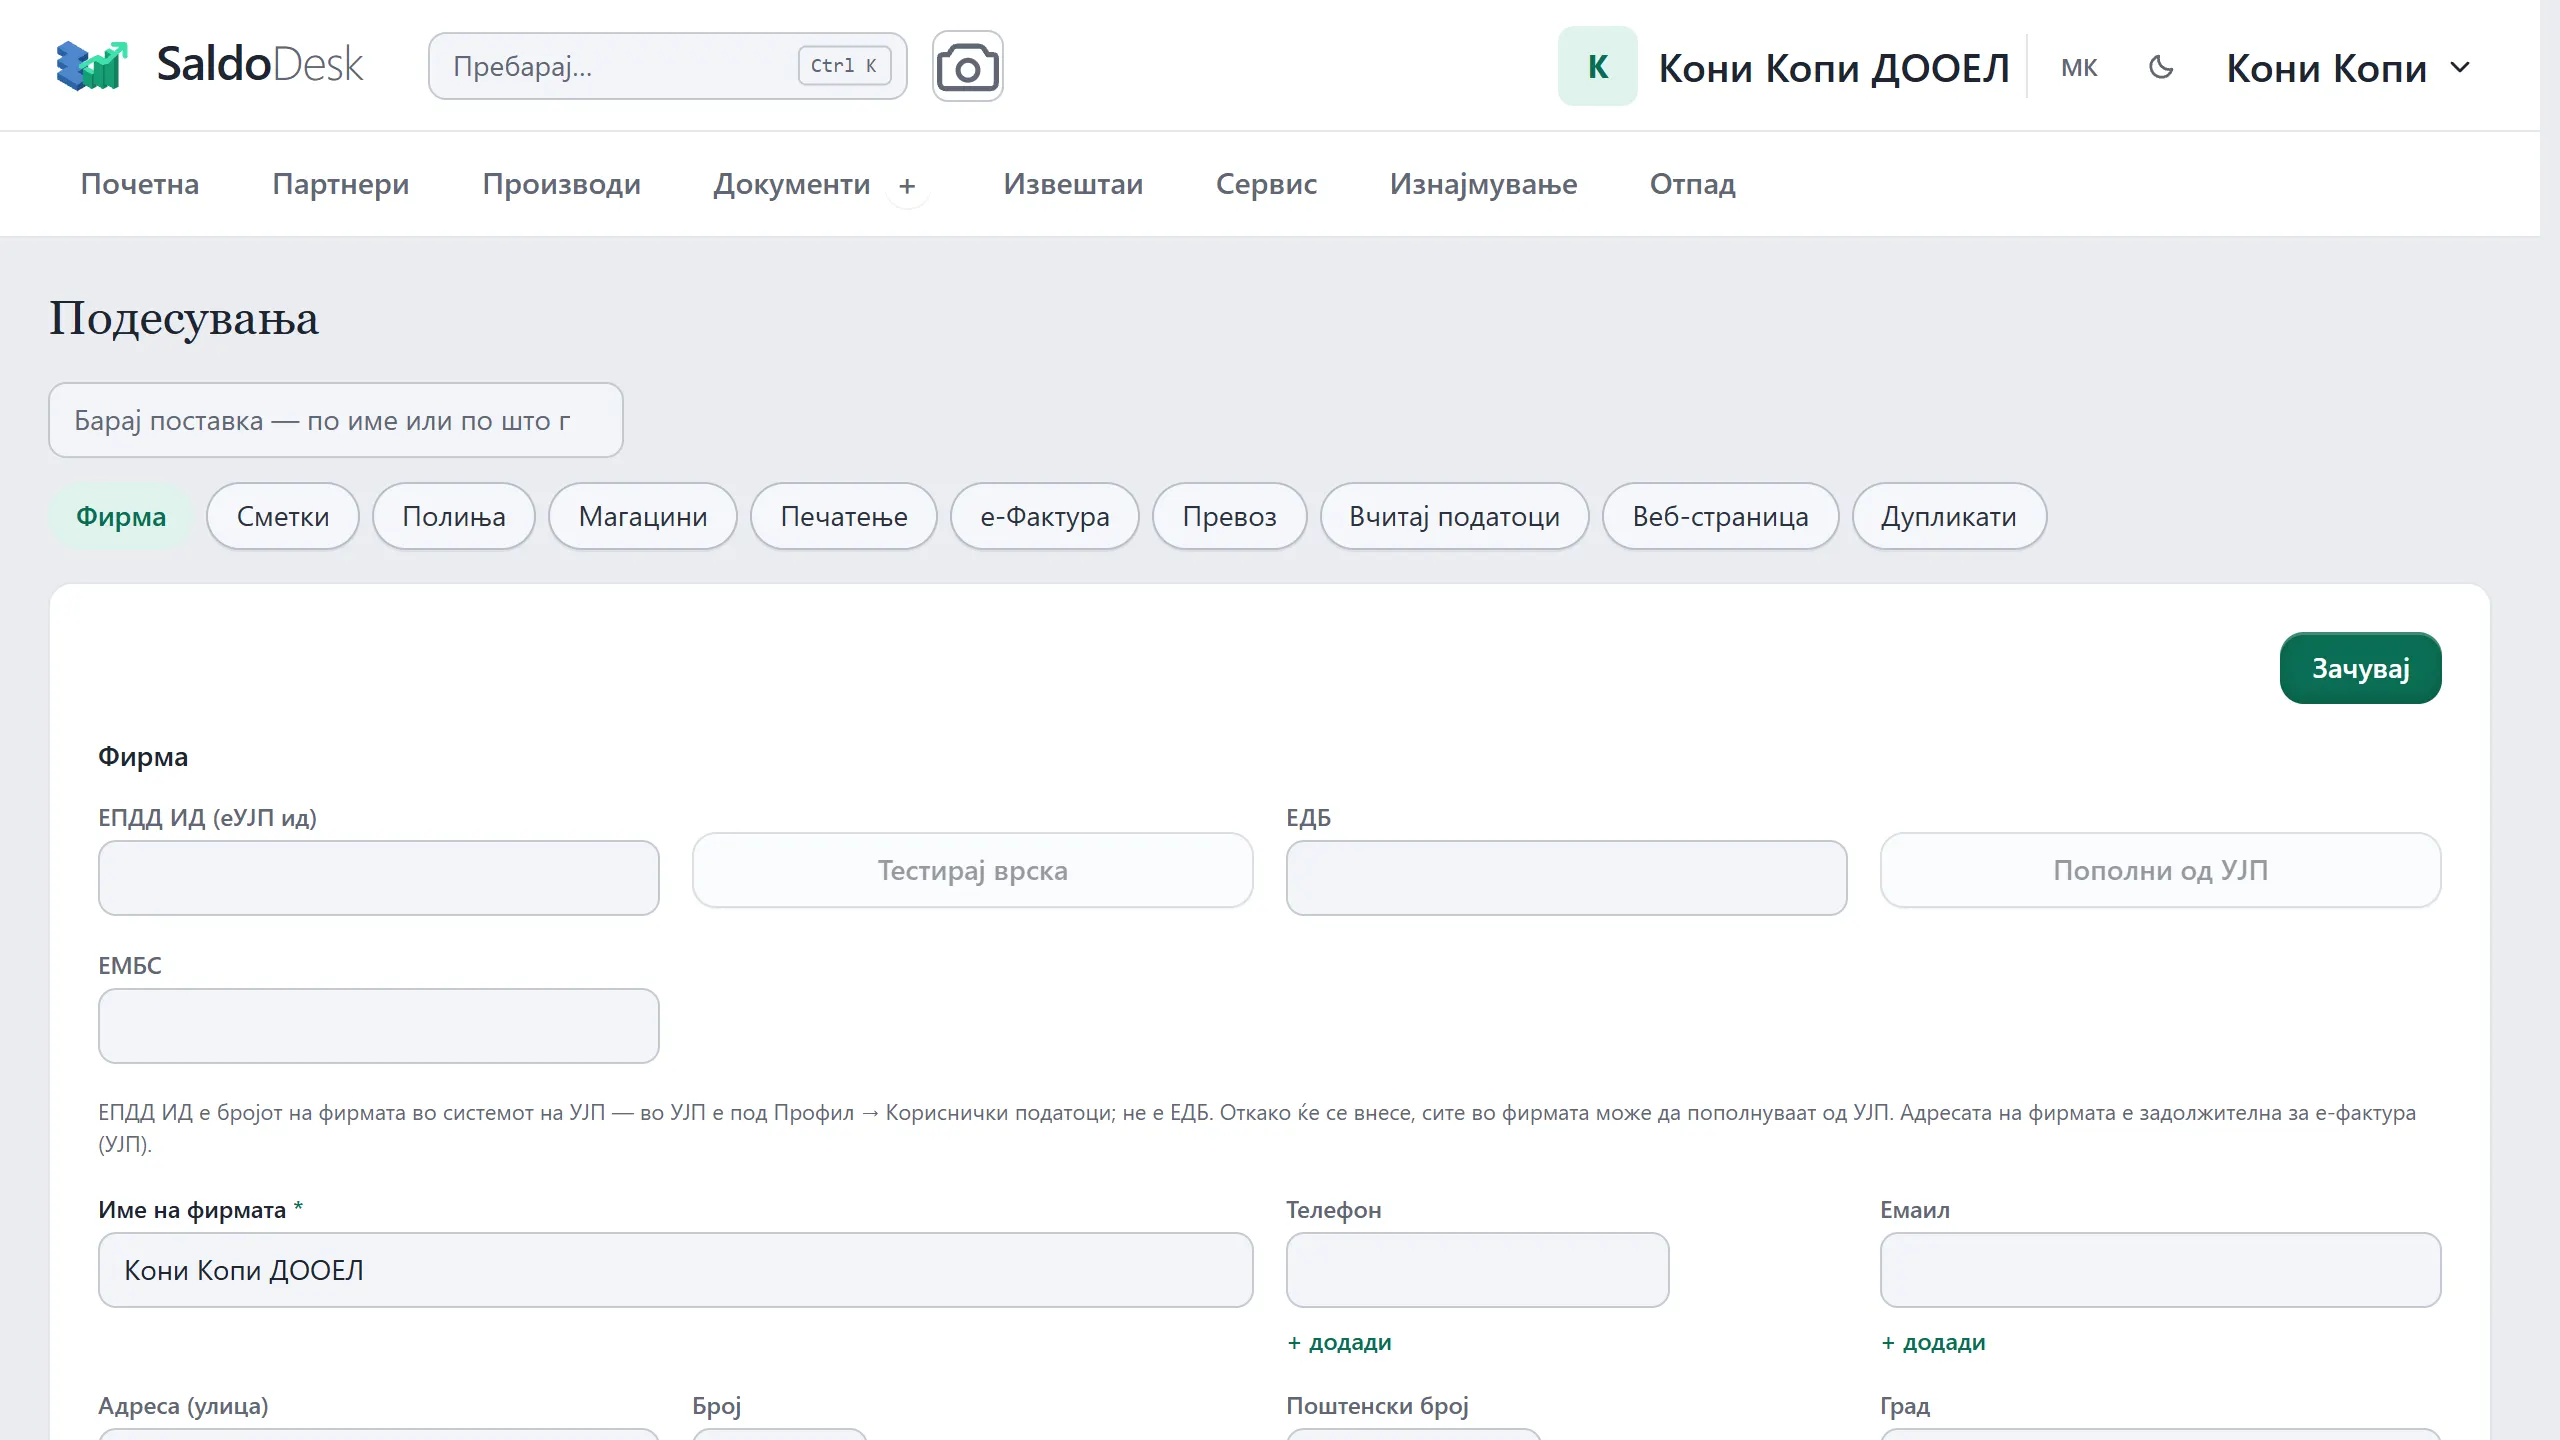 SaldoDesk
Пребарај...
Ctrl K
К
Кони Копи ДООЕЛ
МК
Кони Копи
Почетна
Партнери
Производи
Документи +
Извештаи
Сервис
Изнајмување
Отпад
Подесувања
Барај поставка — по име или по што г
Фирма
Сметки
Полиња
Магацини
Печатење
е-Фактура
Превоз
Вчитај податоци
Веб-страница
Дупликати
Зачувај
Фирма
ЕПДД ИД (еУЈП ид)
Тестирај врска
ЕДБ
Пополни од УЈП
ЕМБС
ЕПДД ИД е бројот на фирмата во системот на УЈП — во УЈП е под Профил → Кориснички податоци; не е ЕДБ. Откако ќе се внесе, сите во фирмата може да пополнуваат од УЈП. Адресата на фирмата е задолжителна за е-фактура
(УЈП).
Име на фирмата *
Кони Копи ДООЕЛ
Телефон
+ додади
Емаил
+ додади
Адреса (улица)
Број
Поштенски број
Град